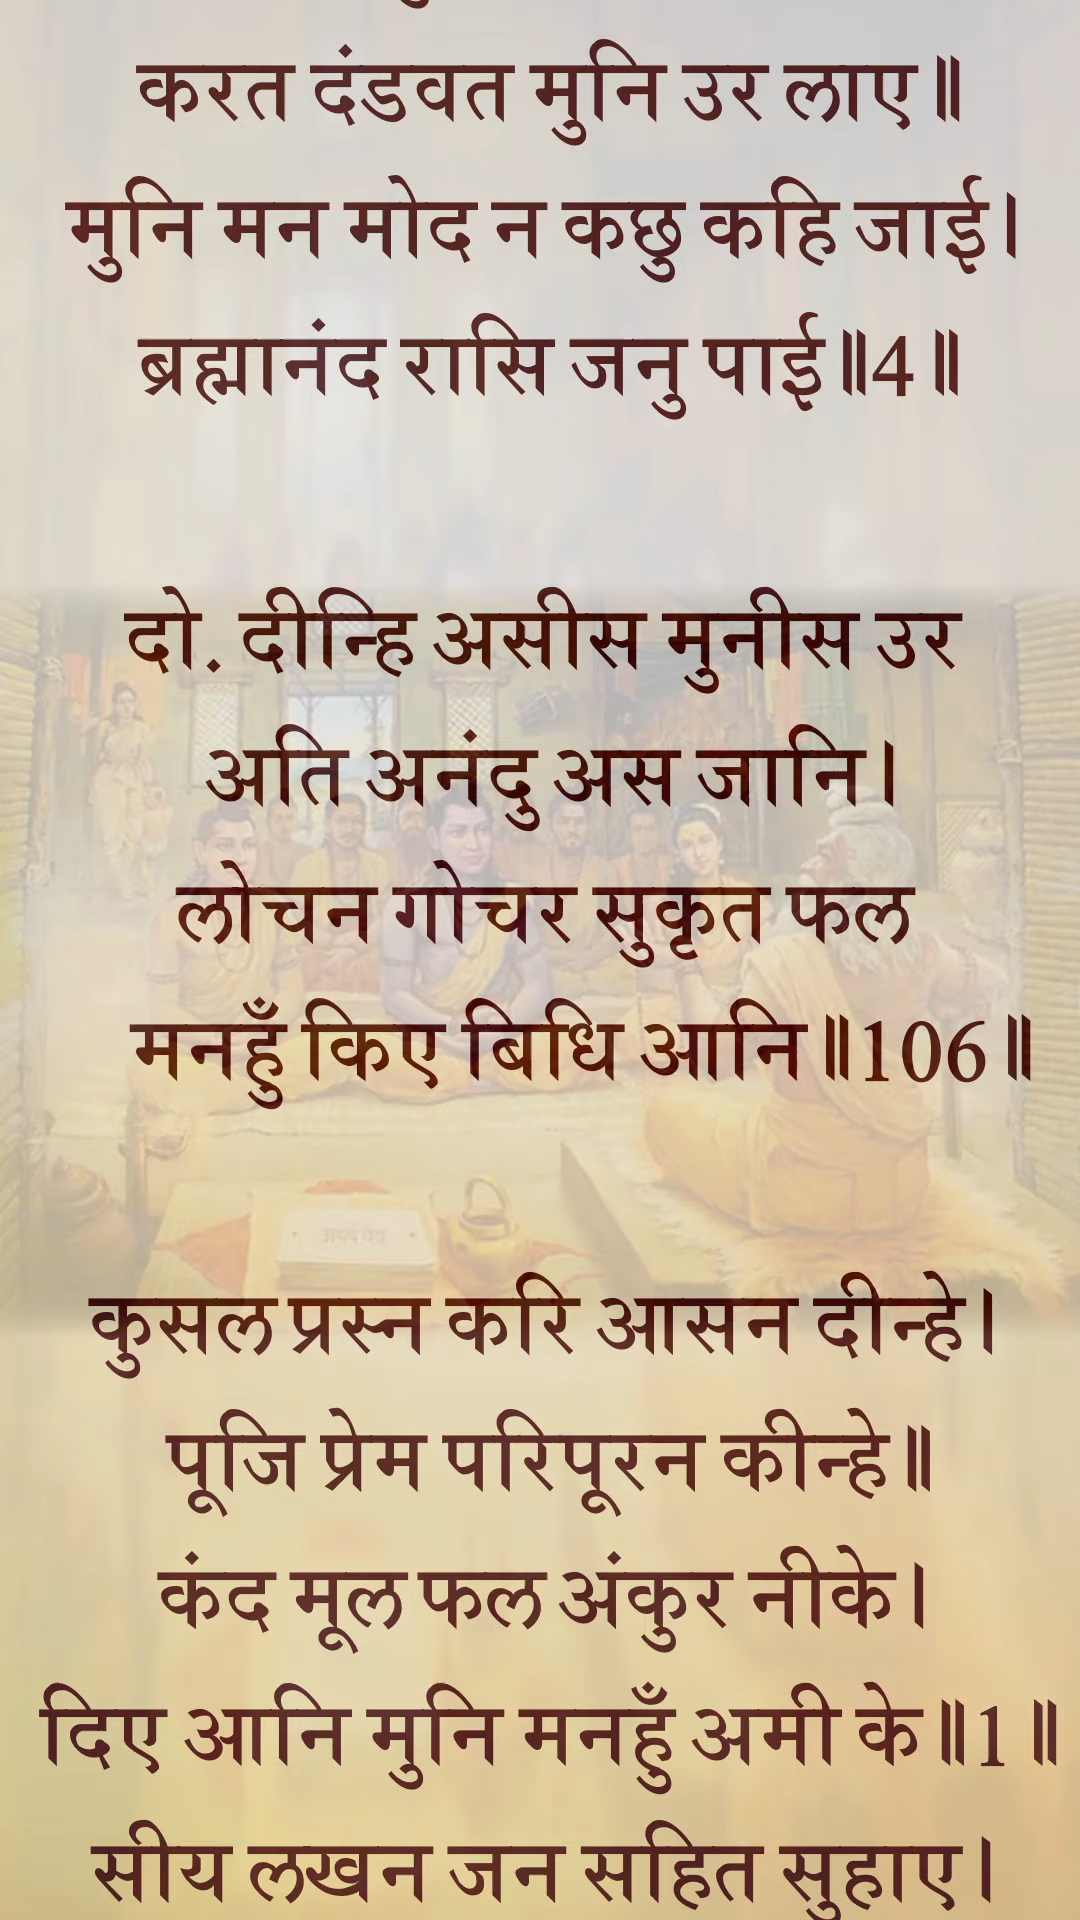 करत दंडवत मुनि उर लाए॥
मुनि मन मोद न कछु कहि जाई।
ब्रह्मानंद रासि जनु पाई॥4॥
दो. दीन्हि असीस मुनीस उर
अति अनंदु अस जानि।
लोचन गोचर सुकृत फल
मनहुँ किए बिधि आनि॥106॥
कुसल प्रस्न करि आसन दीन्हे।
पूजि प्रेम परिपूरन कीन्हे॥
कंद मूल फल अंकुर नीके।
दिए आनि मुनि मनहुँ अमी के॥1॥
सीय लखन जन सहित सुहाए।